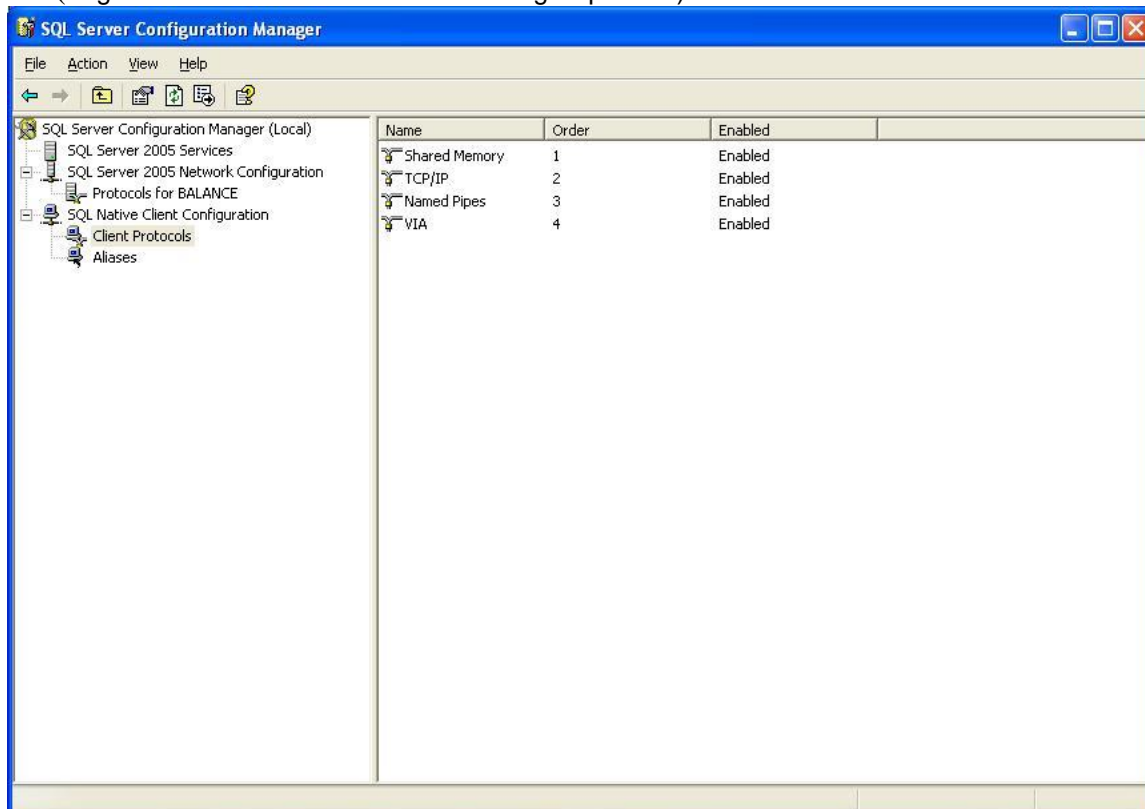 SQL Server Configuration Manager
File Action View Help
SQL Server Configuration Manager (Local)
SQL Server 2005 Services
SQL Server 2005 Network Configuration
Protocols for BALANCE
SQL Native Client Configuration
Client Protocols
Aliases
Name Order Enabled
Shared Memory 1 Enabled
TCP/IP 2 Enabled
Named Pipes 3 Enabled
VIA 4 Enabled